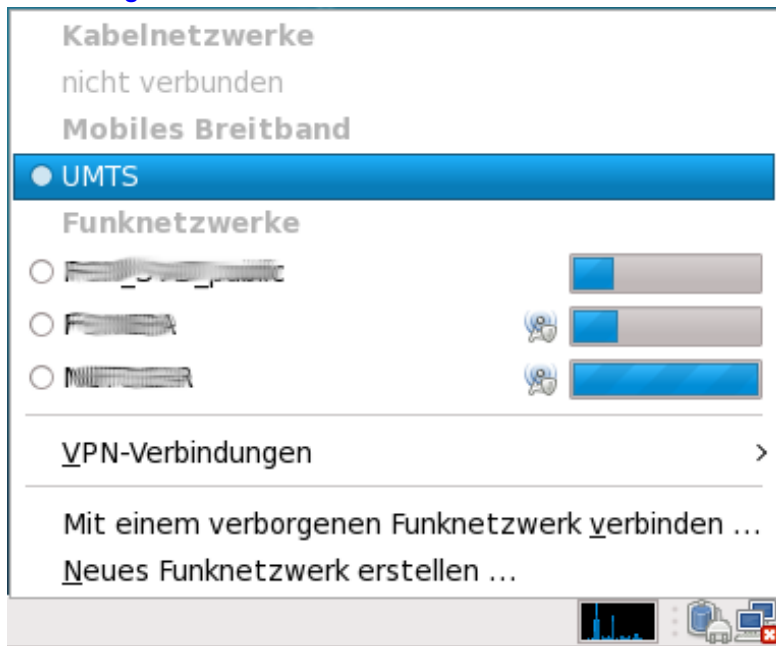 Kabelnetzwerke
nicht verbunden
Mobiles Breitband
UMTS
Funknetzwerke
VPN-Verbindungen
Mit einem verborgenen Funknetzwerk verbinden ...
Neues Funknetzwerk erstellen ...